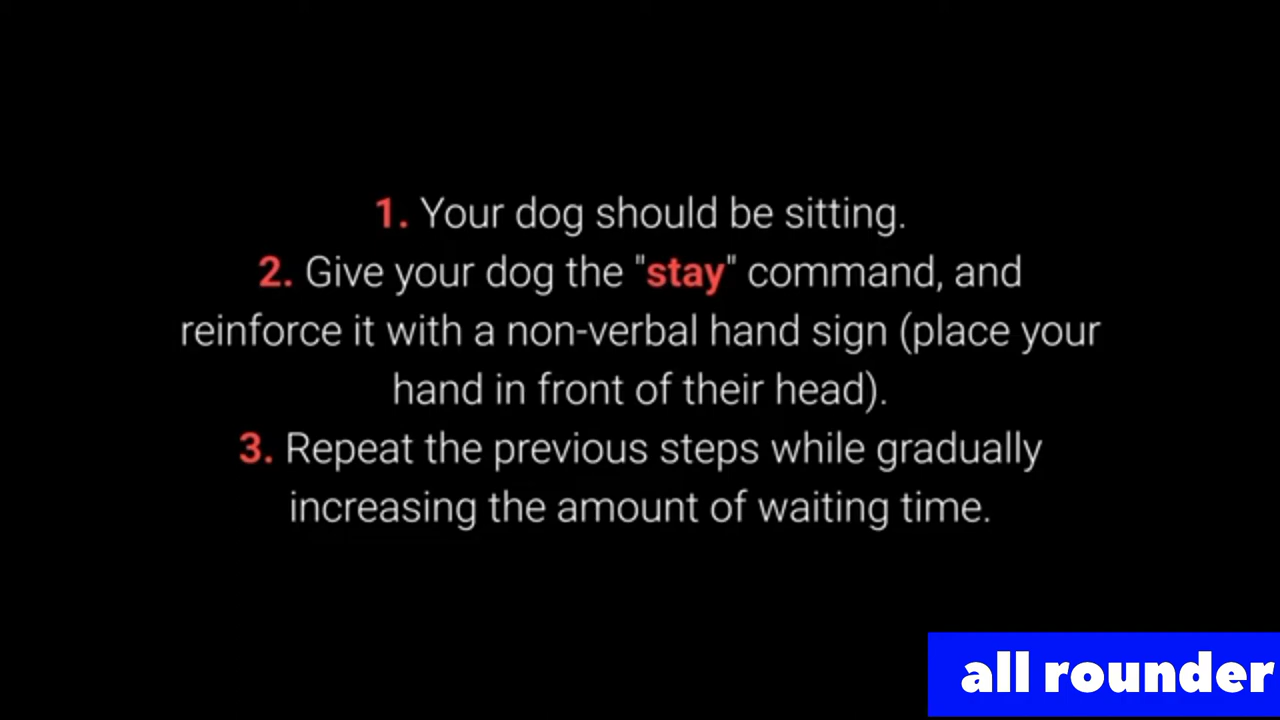 1. Your dog should be sitting.
2. Give your dog the "stay" command, and
reinforce it with a non-verbal hand sign (place your
hand in front of their head).
3. Repeat the previous steps while gradually
increasing the amount of waiting time.
all rounder